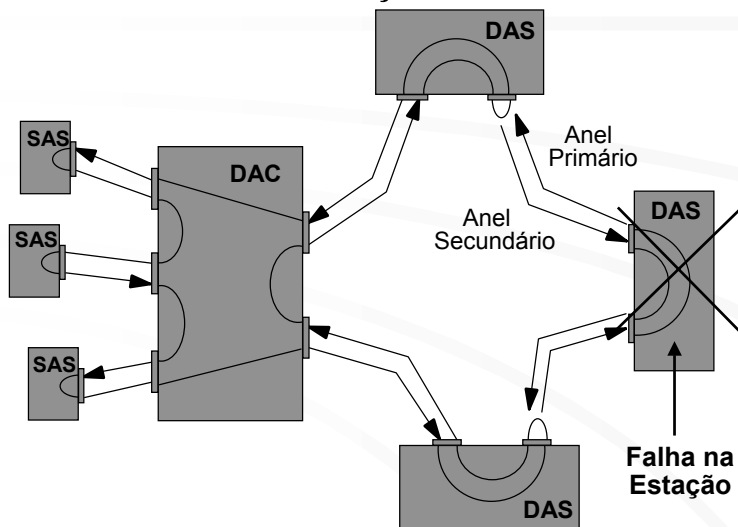 DAS
SAS
DAC
Anel
Primário
SAS
Anel
Secundário
DAS
SAS
Falha na
Estação
DAS